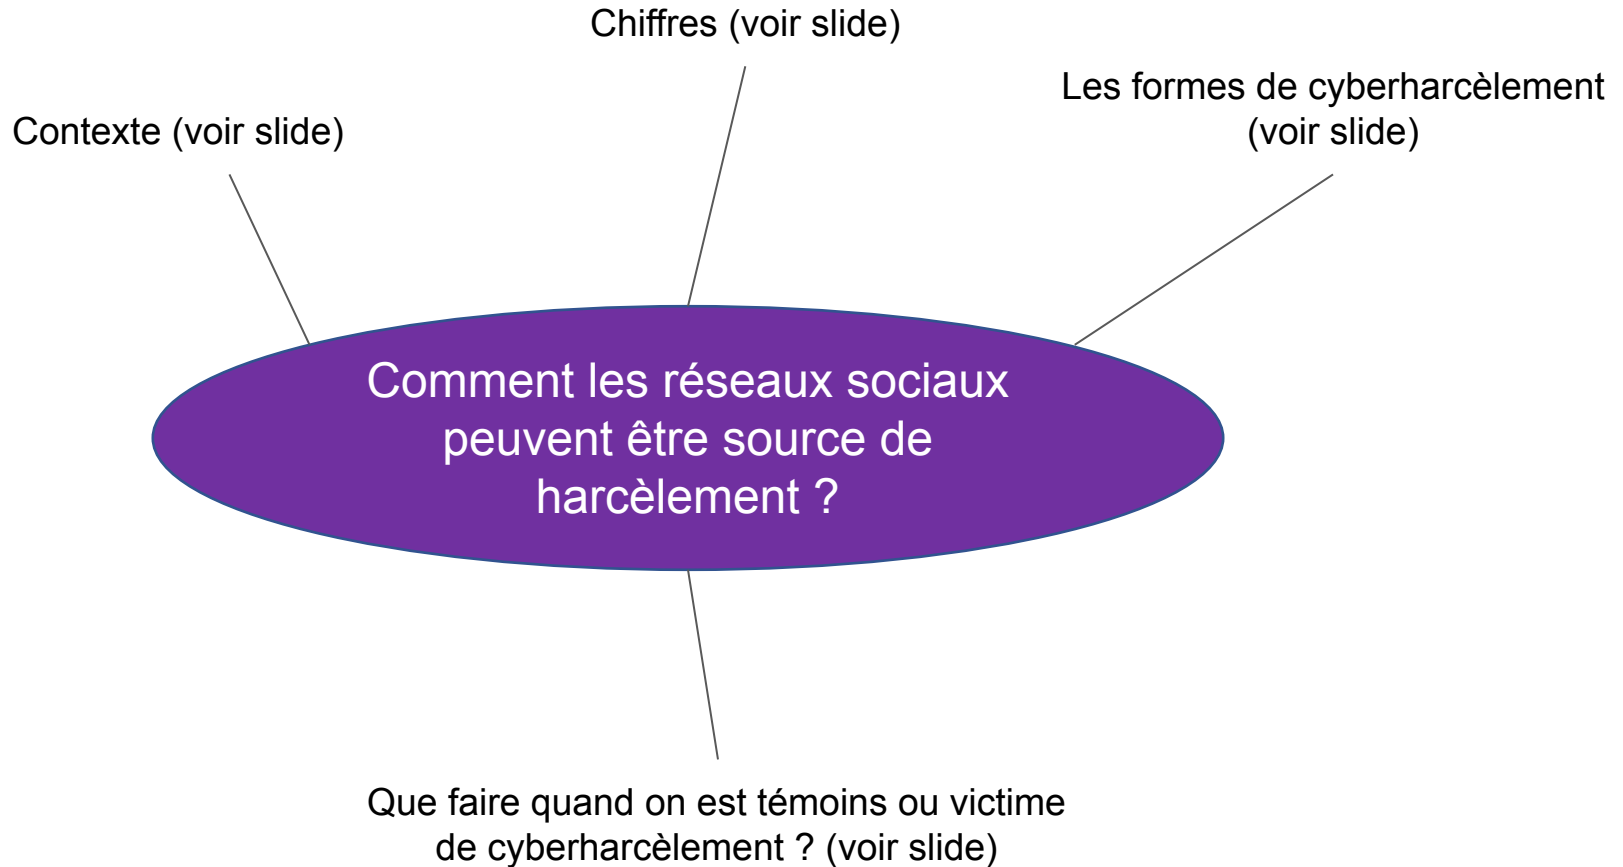 Chiffres (voir slide)
Les formes de cyberharcèlement
(voir slide)
Contexte (voir slide)
Comment les réseaux sociaux
peuvent être source de
harcèlement ?
Que faire quand on est témoins ou victime
de cyberharcèlement ? (voir slide)